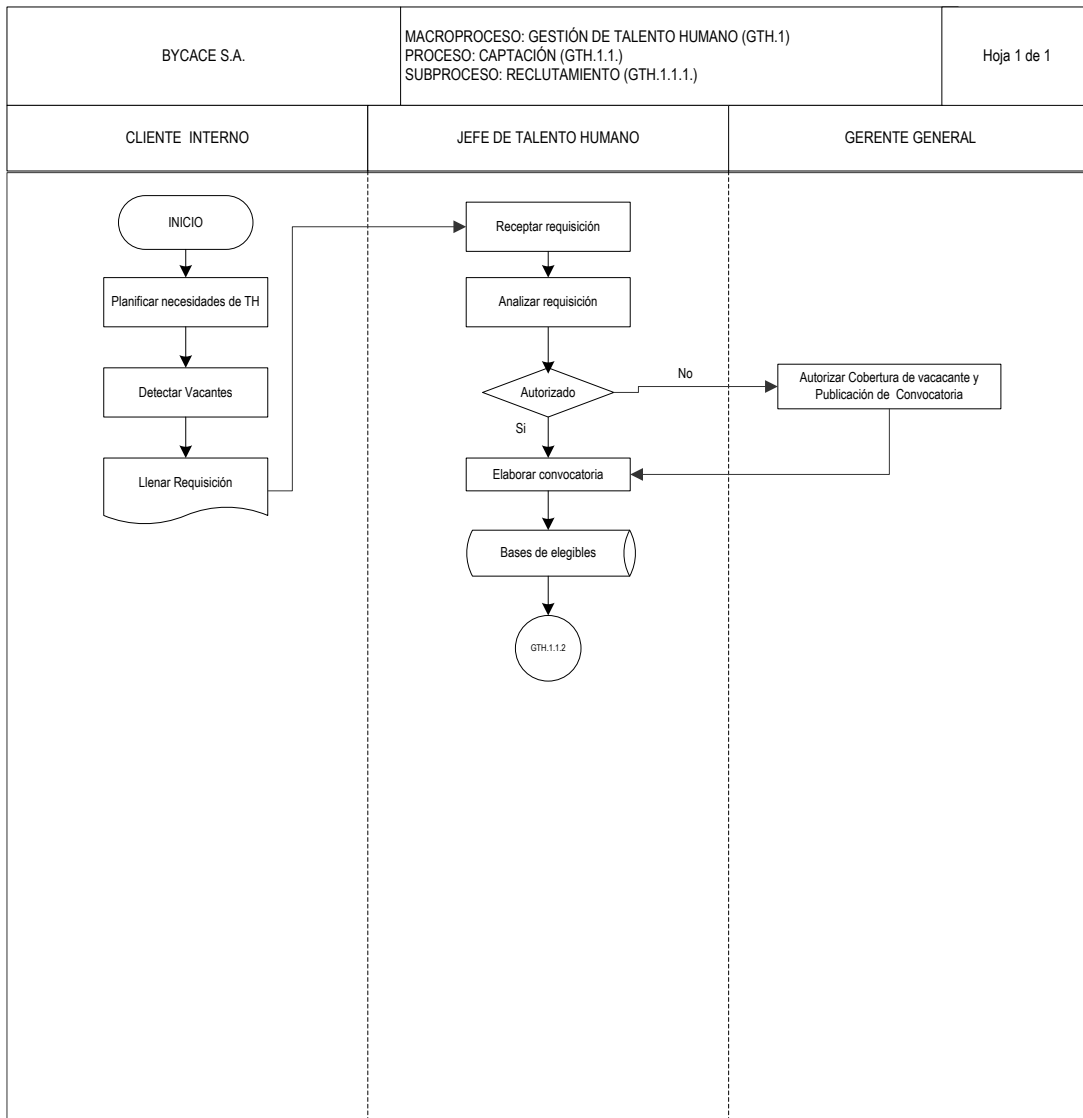 BYCACE S.A.
MACROPROCESO: GESTIÓN DE TALENTO HUMANO (GTH.1)
PROCESO: CAPTACIÓN (GTH.1.1.)
SUBPROCESO: RECLUTAMIENTO (GTH.1.1.1.)
Hoja 1 de 1
CLIENTE INTERNO
JEFE DE TALENTO HUMANO
GERENTE GENERAL
INICIO
Planificar necesidades de TH
Detectar Vacantes
Llenar Requisición
Receptar requisición
Analizar requisición
Autorizado
No
Si
Autorizar Cobertura de vacacante y
Publicación de Convocatoria
Elaborar convocatoria
Bases de elegibles
GTH.1.1.2